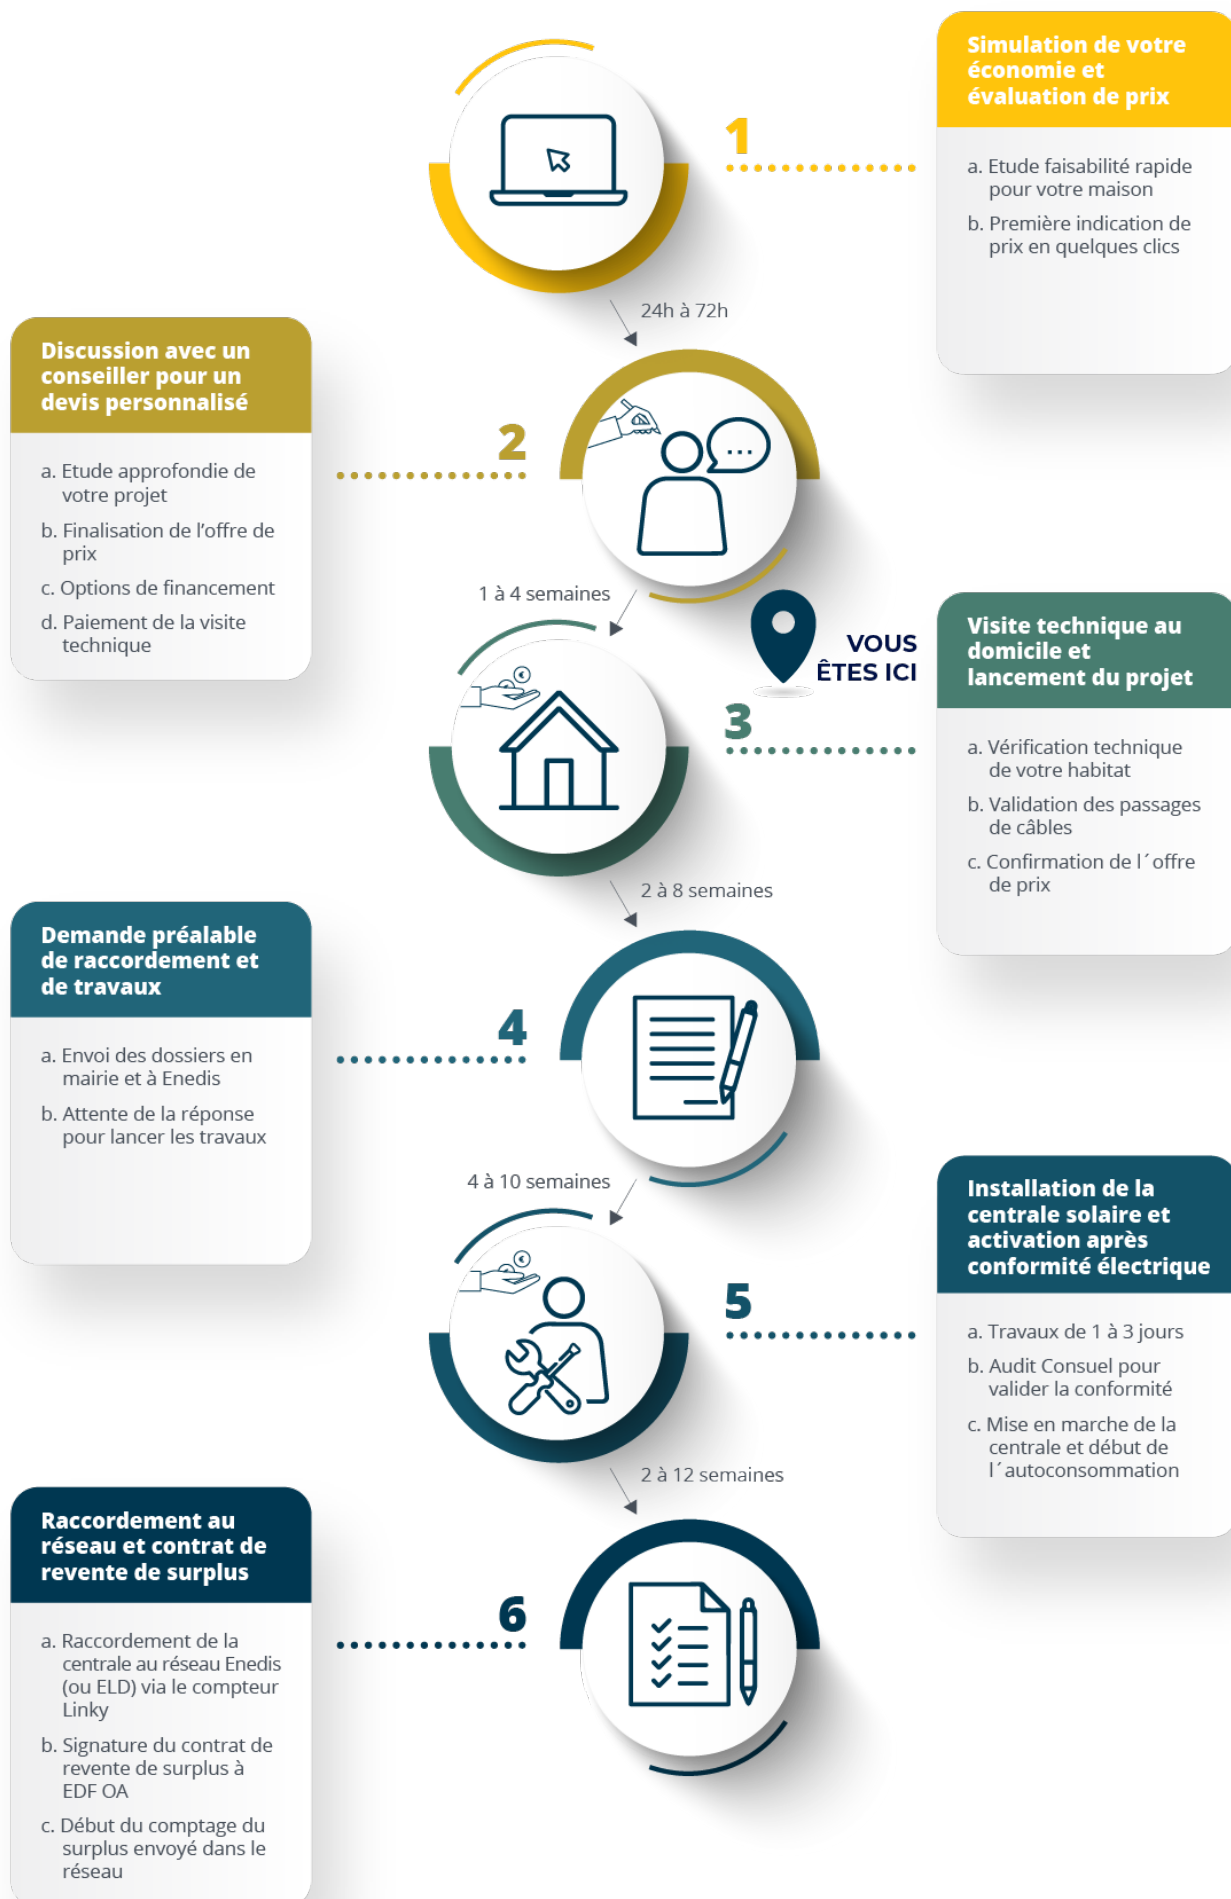 1
Simulation de votre
économie et
évaluation de prix
a. Etude faisabilité rapide
pour votre maison
b. Première indication de
prix en quelques clics
24h à 72h
Discussion avec un
conseiller pour un
devis personnalisé
2
a. Etude approfondie de
votre projet
b. Finalisation de l’offre de
prix
c. Options de financement
d. Paiement de la visite
technique
1 à 4 semaines
VOUS
ÊTES ICI
3
Visite technique au
domicile et
lancement du projet
a. Vérification technique
de votre habitat
b. Validation des passages
de câbles
c. Confirmation de l´offre
de prix
2 à 8 semaines
Demande préalable
de raccordement et
de travaux
4
a. Envoi des dossiers en
mairie et à Enedis
b. Attente de la réponse
pour lancer les travaux
4 à 10 semaines
5
Installation de la
centrale solaire et
activation après
conformité électrique
a. Travaux de 1 à 3 jours
b. Audit Consuel pour
valider la conformité
c. Mise en marche de la
centrale et début de
l´autoconsommation
2 à 12 semaines
Raccordement au
réseau et contrat de
revente de surplus
6
a. Raccordement de la
centrale au réseau Enedis
(ou ELD) via le compteur
Linky
b. Signature du contrat de
revente de surplus à
EDF OA
c. Début du comptage du
surplus envoyé dans le
réseau